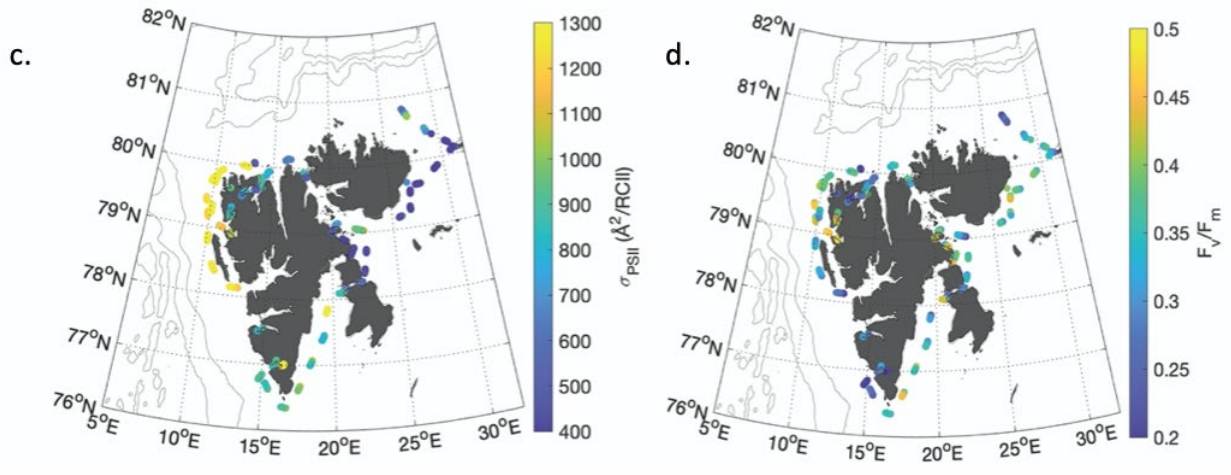 c.
82°N
81°N
80°N
79°N
78°N
77°N
76°N
5°E
10°E
15°E
20°E
25°E
30°E
1300
1200
1100
1000
900
800
700
600
500
400
σPSII (Å²/RCII)
d.
82°N
81°N
80°N
79°N
78°N
77°N
76°N
5°E
10°E
15°E
20°E
25°E
30°E
0.5
0.45
0.4
0.35
0.3
0.25
0.2
Fv/Fm